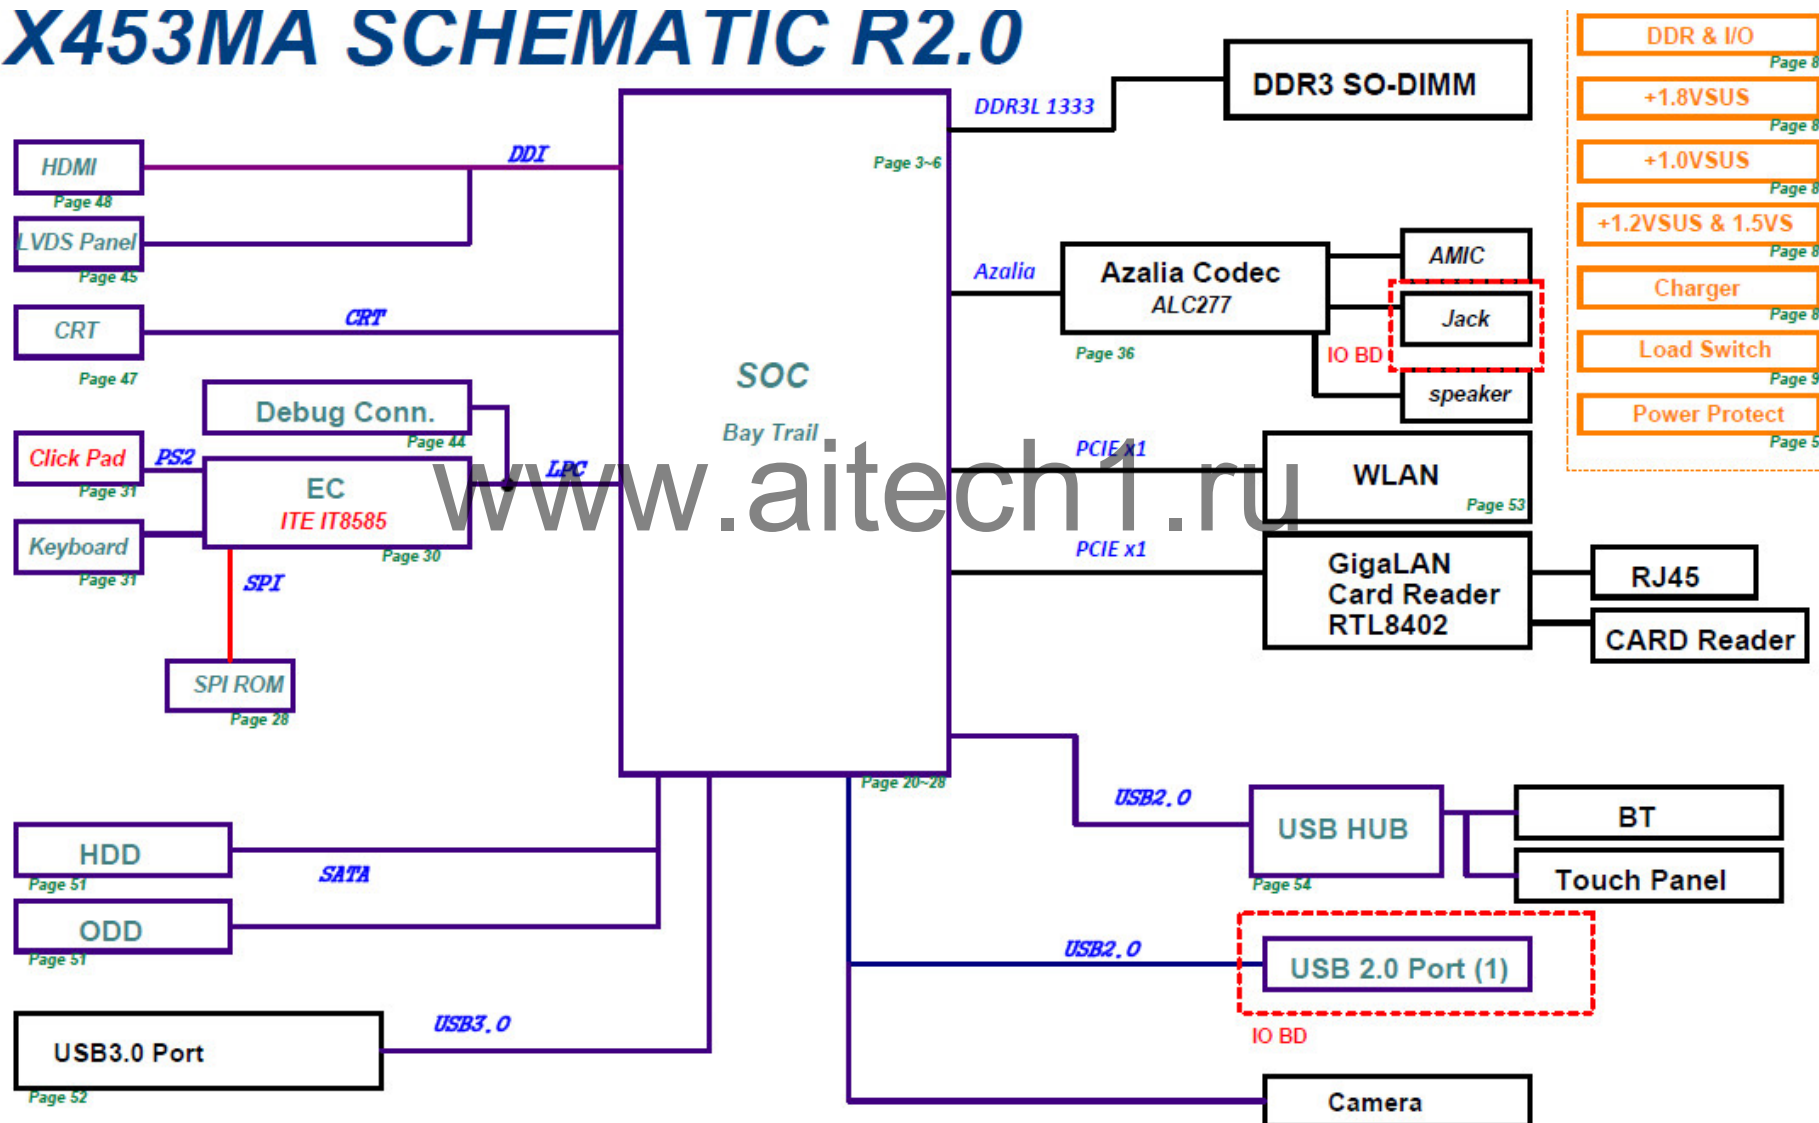 X453MA SCHEMATIC R2.0
HDMI
Page 48
LVDS Panel
Page 45
DDI
CRT
Page 47
CRT
Debug Conn.
Page 44
Click Pad
Page 31
PS2
EC
ITE IT8585
Page 30
LPC
Keyboard
Page 31
SPI
SPI ROM
Page 28
SOC
Bay Trail
Page 3~6
Page 20~28
www.aitech1.ru
HDD
Page 51
SATA
ODD
Page 51
USB3.0 Port
Page 52
USB3.0
DDR3L 1333
DDR3 SO-DIMM
Azalia
Azalia Codec
ALC277
Page 36
AMIC
Jack
IO BD
speaker
PCIE x1
WLAN
Page 53
PCIE x1
GigaLAN
Card Reader
RTL8402
RJ45
CARD Reader
USB2.0
USB HUB
Page 54
BT
Touch Panel
USB2.0
USB 2.0 Port (1)
IO BD
Camera
DDR & I/O
Page 8
+1.8VSUS
Page 8
+1.0VSUS
Page 8
+1.2VSUS & 1.5VS
Page 8
Charger
Page 8
Load Switch
Page 9
Power Protect
Page 5